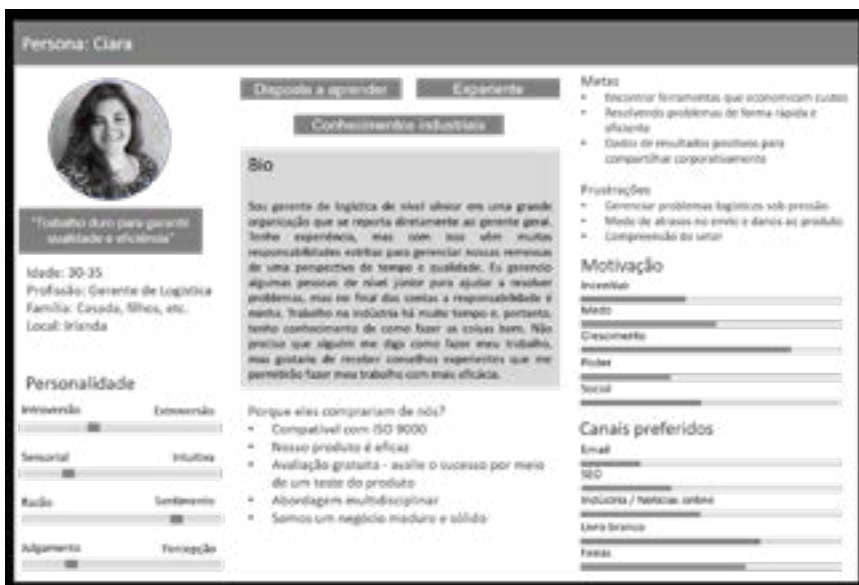 Persona: Ciara
"Trabalho duro para garantir
qualidade e eficiência"
Idade: 30-35
Profissão: Gerente de Logística
Família: Casada, filhos, etc.
Local: Irlanda
Personalidade
Introversão Extroversão
Sensorial Intuitiva
Razão Sentimento
Julgamento Percepção
Disposta a aprender Experiente
Conhecimentos industriais
Bio
Sou gerente de logística de nível sênior em uma grande
organização que se reporta diretamente ao gerente geral.
Tenho experiência, mas com isso vêm muitas
responsabilidades extritas para gerenciar nossas remessas
de uma perspectiva de tempo e qualidade. Eu gerencio
algumas pessoas de nível júnior para ajudar a resolver
problemas, mas no final das contas a responsabilidade é
minha. Trabalho na indústria há muito tempo e, portanto,
tenho conhecimento de como fazer as coisas bem. Não
preciso que alguém me diga como fazer meu trabalho,
mas gostaria de receber conselhos experientes que me
permitirão fazer meu trabalho com mais eficácia.
Porque eles comprariam de nós?
• Compatível com ISO 9000
• Nosso produto é eficaz
• Avaliação gratuita - avalie o sucesso por meio
de um teste do produto
• Abordagem multidisciplinar
• Somos um negócio maduro e sólido
Metas
• Encontrar ferramentas que economizam custos
• Resolvendo problemas de forma rápida e
eficiente
• Dados de resultados positivos para
compartilhar corporativamente
Frustrações
• Gerenciar problemas logísticos sob pressão
• Medo de atrasos no envio e danos ao produto
• Compreensão do setor
Motivação
Incentivo
Medo
Crescimento
Poder
Social
Canais preferidos
Email
SEO
Indústria / Notícias online
Livro branco
Feiras